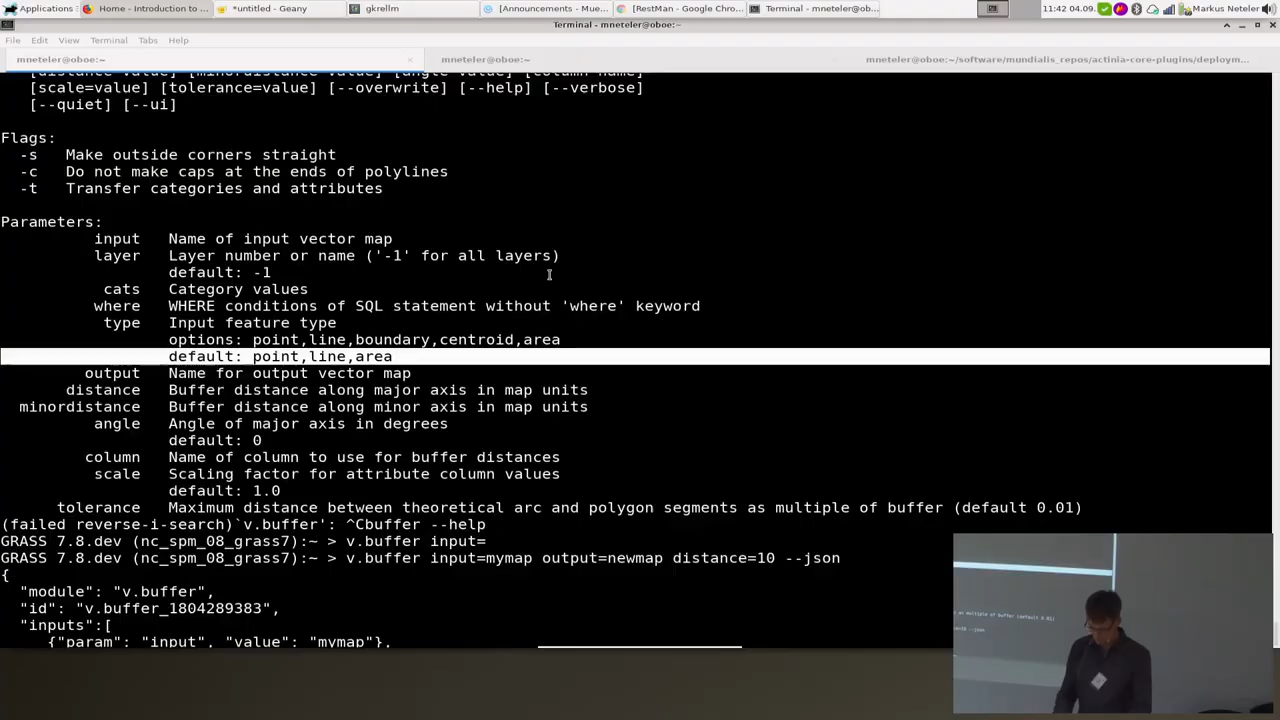 Applications
Home - Introduction to ...
*untitled - Geany
gkrellm
[Announcements - Mue...
[RestMan - Google Chro...
Terminal - mneteler@ob...
11:42 04.09.
Markus Neteler
Terminal - mneteler@oboe:~
File Edit View Terminal Tabs Help
mneteler@oboe:~
mneteler@oboe:~
mneteler@oboe:~/software/mundialis_repos/actinia-core-plugins/deploym...
[distance=value] [minordistance=value] [angle=value] [column=name]
[scale=value] [tolerance=value] [--overwrite] [--help] [--verbose]
[--quiet] [--ui]
Flags:
-s Make outside corners straight
-c Do not make caps at the ends of polylines
-t Transfer categories and attributes
Parameters:
input Name of input vector map
layer Layer number or name ('-1' for all layers)
default: -1
cats Category values
where WHERE conditions of SQL statement without 'where' keyword
type Input feature type
options: point,line,boundary,centroid,area
default: point,line,area
output Name for output vector map
distance Buffer distance along major axis in map units
minordistance Buffer distance along minor axis in map units
angle Angle of major axis in degrees
default: 0
column Name of column to use for buffer distances
scale Scaling factor for attribute column values
default: 1.0
tolerance Maximum distance between theoretical arc and polygon segments as multiple of buffer (default 0.01)
(failed reverse-i-search)`v.buffer': ^Cbuffer --help
GRASS 7.8.dev (nc_spm_08_grass7):~ > v.buffer input=
GRASS 7.8.dev (nc_spm_08_grass7):~ > v.buffer input=mymap output=newmap distance=10 --json
{
"module": "v.buffer",
"id": "v.buffer_1804289383",
"inputs":[
{"param": "input", "value": "mymap"},